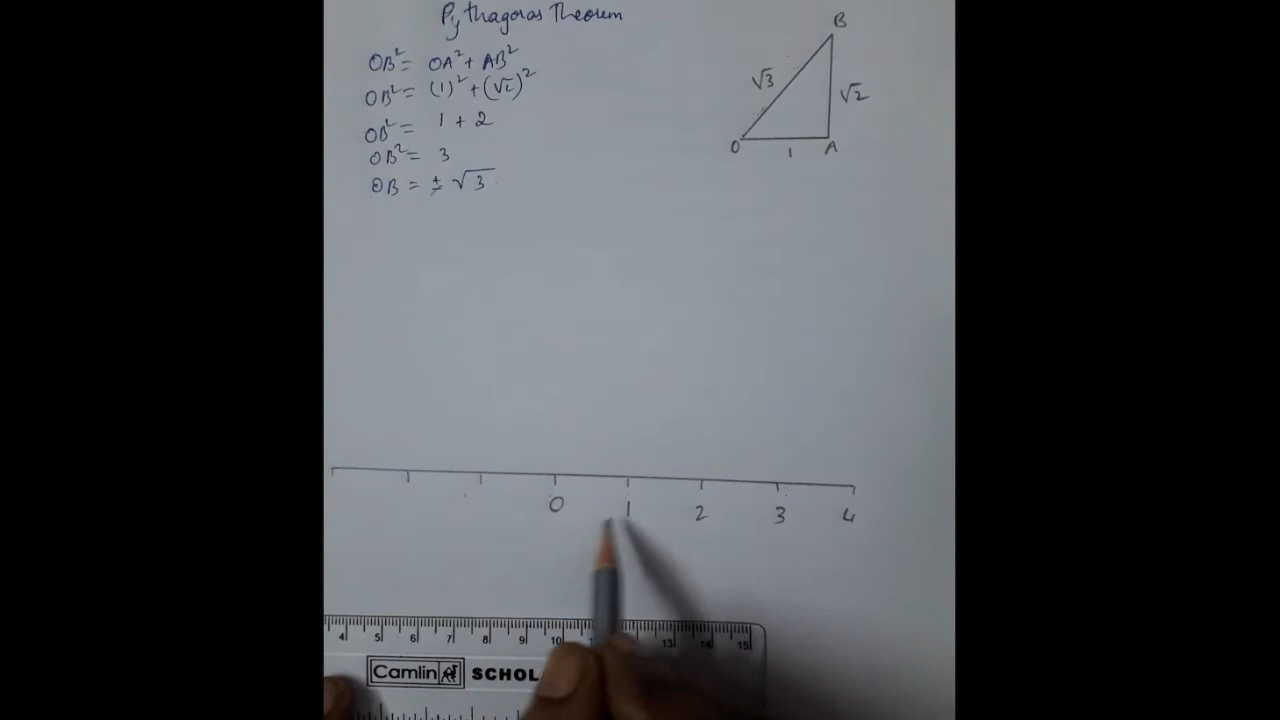 Pythagoras Theorem
OB² = OA² + AB²
OB² = (1)² + (√2)²
OB² = 1 + 2
OB² = 3
OB = ± √3
B
√3
√2
O
1
A
0 1 2 3 4
4 5 6 7 8 9 10 13 14 15
Camlin SCHOL